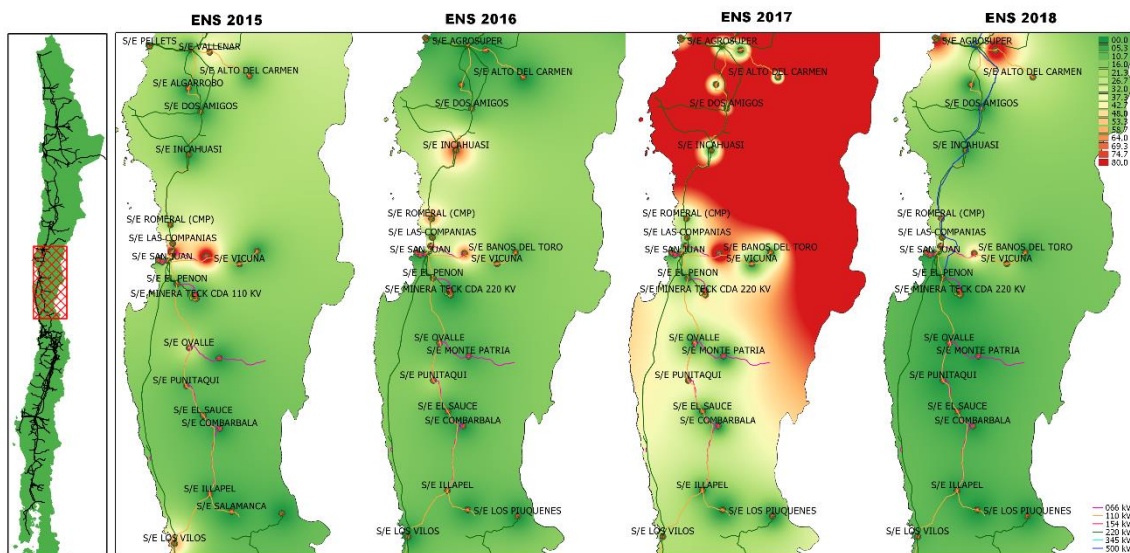 ENS 2015
S/E PELLETS
S/E VALLENAR
S/E ALTO DEL CARMEN
S/E ALGARROBO
S/E DOS AMIGOS
S/E INCAHUASI
S/E ROMERAL (CMP)
S/E LAS COMPANIAS
S/E SAN JUAN
S/E VICUÑA
S/E EL PENON
S/E MINERA TECK CDA 110 KV
S/E OVALLE
S/E PUNITAQUI
S/E EL SAUCE
S/E COMBARBALA
S/E ILLAPEL
S/E SALAMANCA
S/E LOS VILOS
ENS 2016
S/E AGROSUPER
S/E ALTO DEL CARMEN
S/E DOS AMIGOS
S/E INCAHUASI
S/E ROMERAL (CMP)
S/E LAS COMPANIAS
S/E SAN JUAN
S/E BANOS DEL TORO
S/E VICUÑA
S/E EL PENON
S/E MINERA TECK CDA 220 KV
S/E OVALLE
S/E MONTE PATRIA
S/E PUNITAQUI
S/E EL SAUCE
S/E COMBARBALA
S/E ILLAPEL
S/E LOS PIUQUENES
S/E LOS VILOS
ENS 2017
S/E AGROSUPER
S/E ALTO DEL CARMEN
S/E DOS AMIGOS
S/E INCAHUASI
S/E ROMERAL (CMP)
S/E LAS COMPANIAS
S/E SAN JUAN
S/E BANOS DEL TORO
S/E VICUÑA
S/E EL PENON
S/E MINERA TECK CDA 220 KV
S/E OVALLE
S/E MONTE PATRIA
S/E PUNITAQUI
S/E EL SAUCE
S/E COMBARBALA
S/E ILLAPEL
S/E LOS PIUQUENES
S/E LOS VILOS
ENS 2018
S/E AGROSUPER
S/E ALTO DEL CARMEN
S/E DOS AMIGOS
S/E INCAHUASI
S/E ROMERAL (CMP)
S/E LAS COMPANIAS
S/E SAN JUAN
S/E BANOS DEL TORO
S/E VICUÑA
S/E EL PENON
S/E MINERA TECK CDA 220 KV
S/E OVALLE
S/E MONTE PATRIA
S/E PUNITAQUI
S/E EL SAUCE
S/E COMBARBALA
S/E ILLAPEL
S/E LOS PIUQUENES
S/E LOS VILOS
00.0
05.3
10.7
16.0
21.3
26.7
32.0
37.3
42.7
48.0
53.3
58.7
64.0
69.3
74.7
80.0
066 kV
110 kV
154 kV
220 kV
345 kV
500 kV